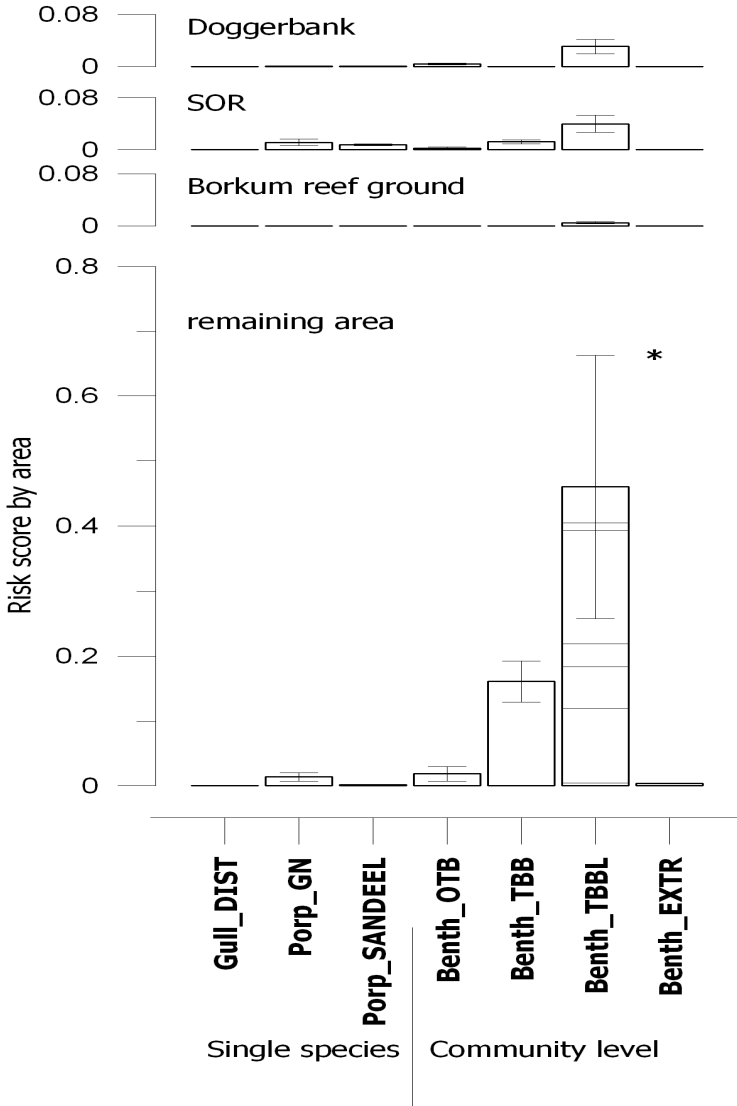 0.08
Doggerbank
0
0.08
SOR
0
0.08
Borkum reef ground
0
0.8
remaining area
*
0.6
0.4
0.2
0
Risk score by area
Gull_DIST
Porp_GN
Porp_SANDEEL
Benth_OTB
Benth_TBB
Benth_TBBL
Benth_EXTR
Single species
Community level